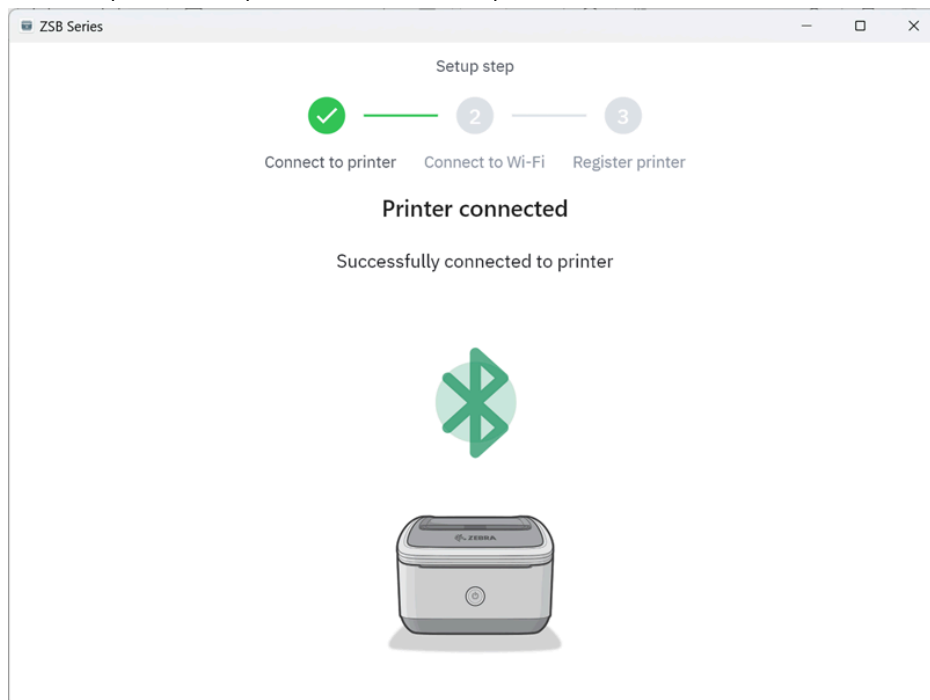 ZSB Series
Setup step
2 3
Connect to printer Connect to Wi-Fi Register printer
Printer connected
Successfully connected to printer
ZEBRA